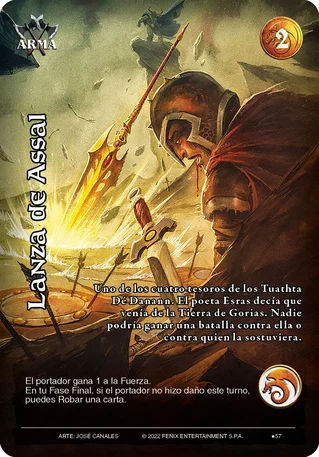 ARMA
2
Lanza de Assal
Uno de los cuatro tesoros de los Tuathta
Dé Danann. El poeta Esras decía que
venía de la Tierra de Gorias. Nadie
podría ganar una batalla contra ella o
contra quien la sostuviera.
El portador gana 1 a la Fuerza.
En tu Fase Final, si el portador no hizo daño este turno,
puedes Robar una carta.
ARTE: JOSÉ CANALES © 2022 FENIX ENTERTAINMENT S.P.A. •57